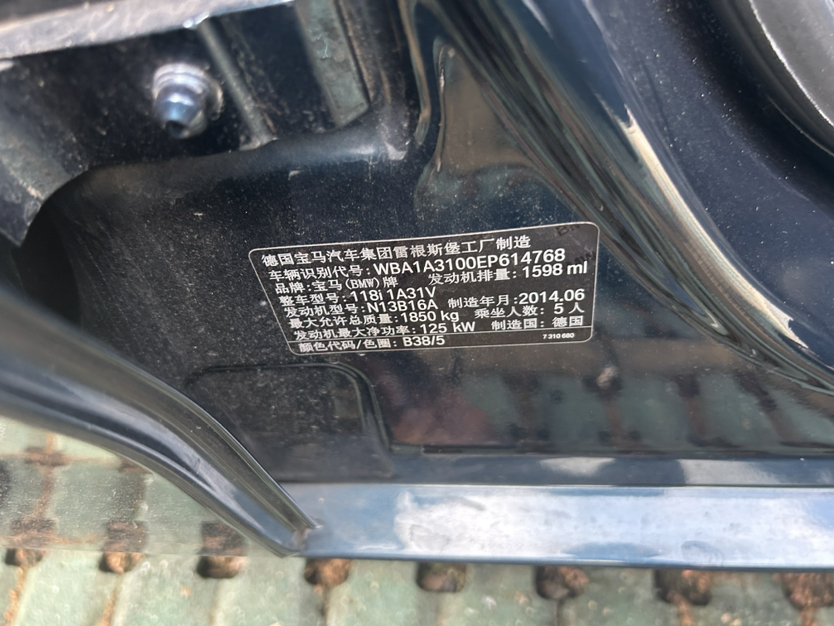 德国宝马汽车集团雷根斯堡工厂制造
车辆识别代号: WBA1A3100EP614768
品牌: 宝马(BMW)牌 发动机排量: 1598 ml
整车型号: 118i 1A31V
发动机型号: N13B16A 制造年月: 2014.06
最大允许总质量: 1850 kg 乘坐人数: 5 人
发动机最大净功率: 125 kW 制造国: 德国
颜色代码/色圈: B38/5 7 310 680